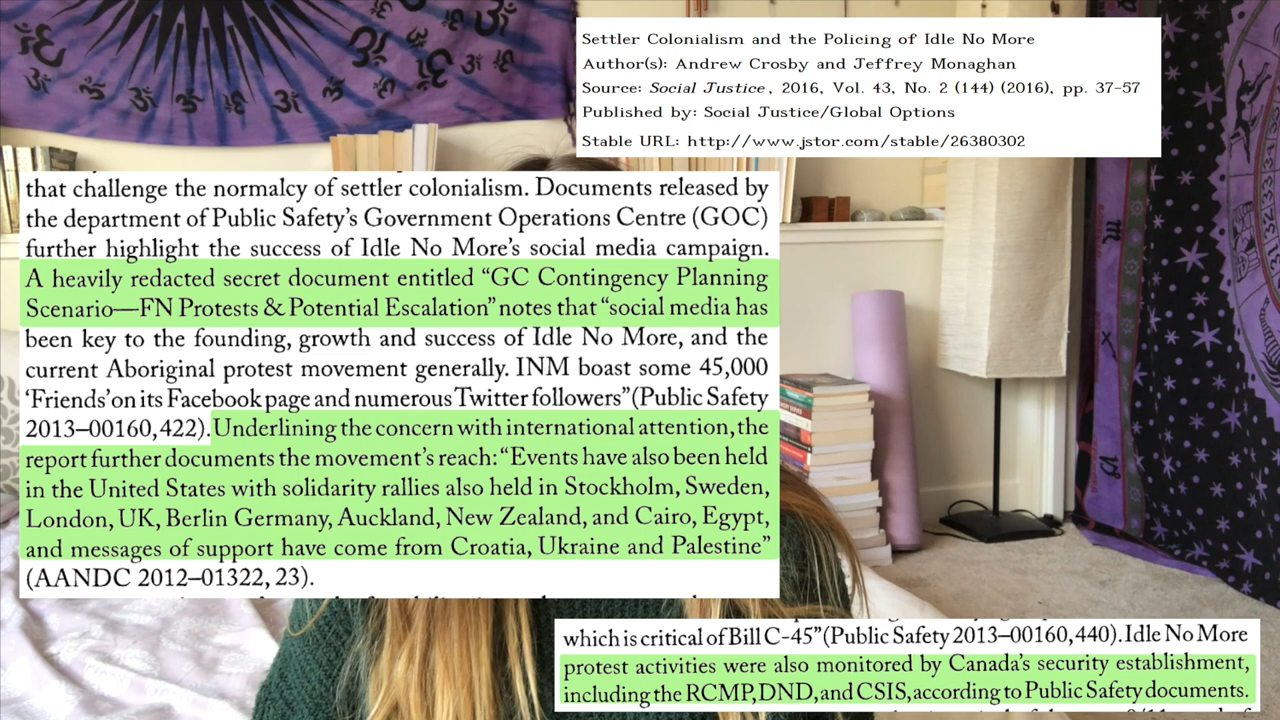 Settler Colonialism and the Policing of Idle No More
Author(s): Andrew Crosby and Jeffrey Monaghan
Source: Social Justice, 2016, Vol. 43, No. 2 (144) (2016), pp. 37-57
Published by: Social Justice/Global Options
Stable URL: http://www.jstor.com/stable/26380302
that challenge the normalcy of settler colonialism. Documents released by
the department of Public Safety’s Government Operations Centre (GOC)
further highlight the success of Idle No More’s social media campaign.
A heavily redacted secret document entitled “GC Contingency Planning
Scenario—FN Protests & Potential Escalation” notes that “social media has
been key to the founding, growth and success of Idle No More, and the
current Aboriginal protest movement generally. INM boast some 45,000
‘Friends’ on its Facebook page and numerous Twitter followers” (Public Safety
2013–00160, 422). Underlining the concern with international attention, the
report further documents the movement’s reach: “Events have also been held
in the United States with solidarity rallies also held in Stockholm, Sweden,
London, UK, Berlin Germany, Auckland, New Zealand, and Cairo, Egypt,
and messages of support have come from Croatia, Ukraine and Palestine”
(AANDC 2012–01322, 23).
which is critical of Bill C-45” (Public Safety 2013–00160, 440). Idle No More
protest activities were also monitored by Canada’s security establishment,
including the RCMP, DND, and CSIS, according to Public Safety documents.